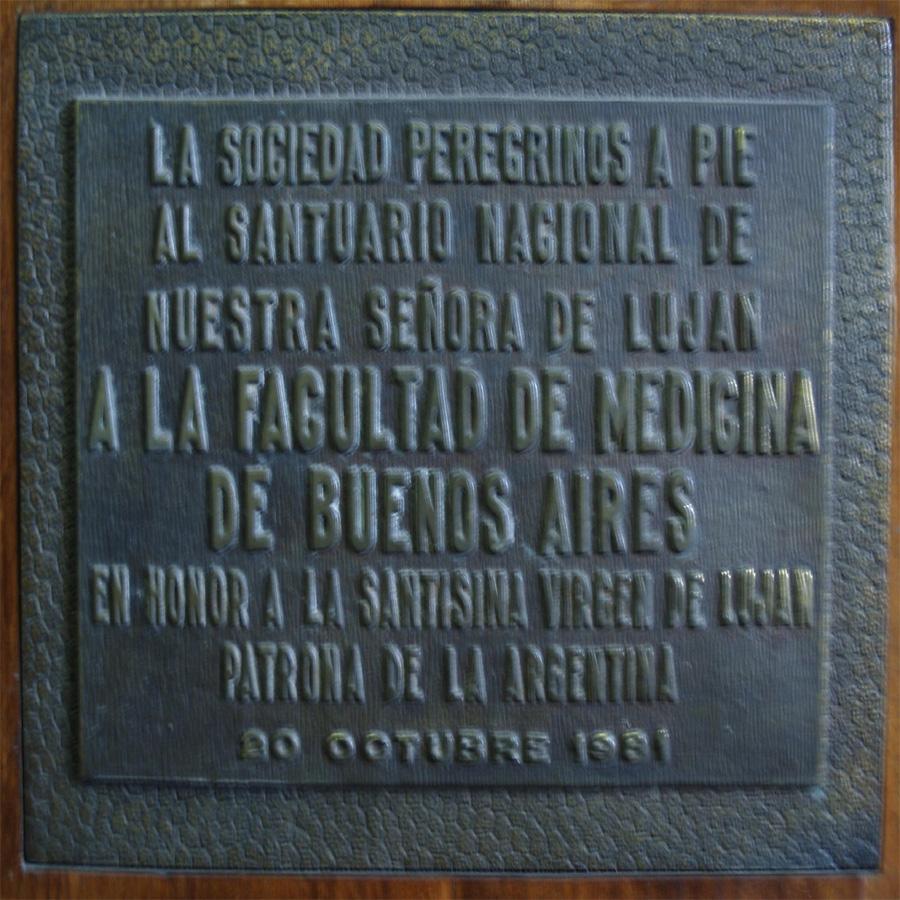 LA SOCIEDAD PEREGRINOS A PIE
AL SANTUARIO NACIONAL DE
NUESTRA SEÑORA DE LUJAN
A LA FACULTAD DE MEDICINA
DE BUENOS AIRES
EN HONOR A LA SANTISINA VIRGEN DE LUJAN
PATRONA DE LA ARGENTINA
20 OCTUBRE 1981